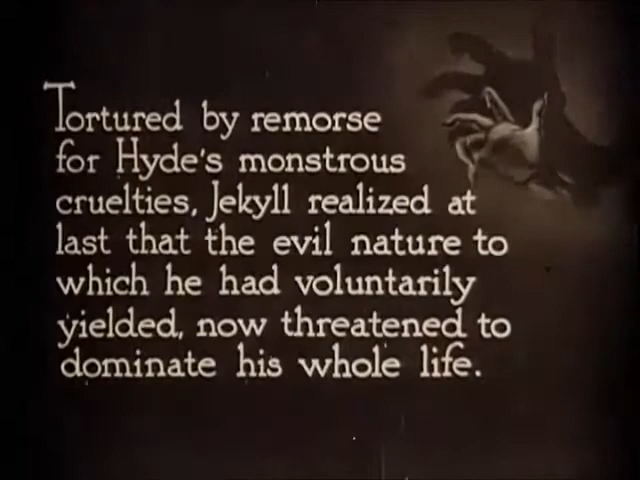 Tortured by remorse
for Hyde's monstrous
cruelties, Jekyll realized at
last that the evil nature to
which he had voluntarily
yielded, now threatened to
dominate his whole life.